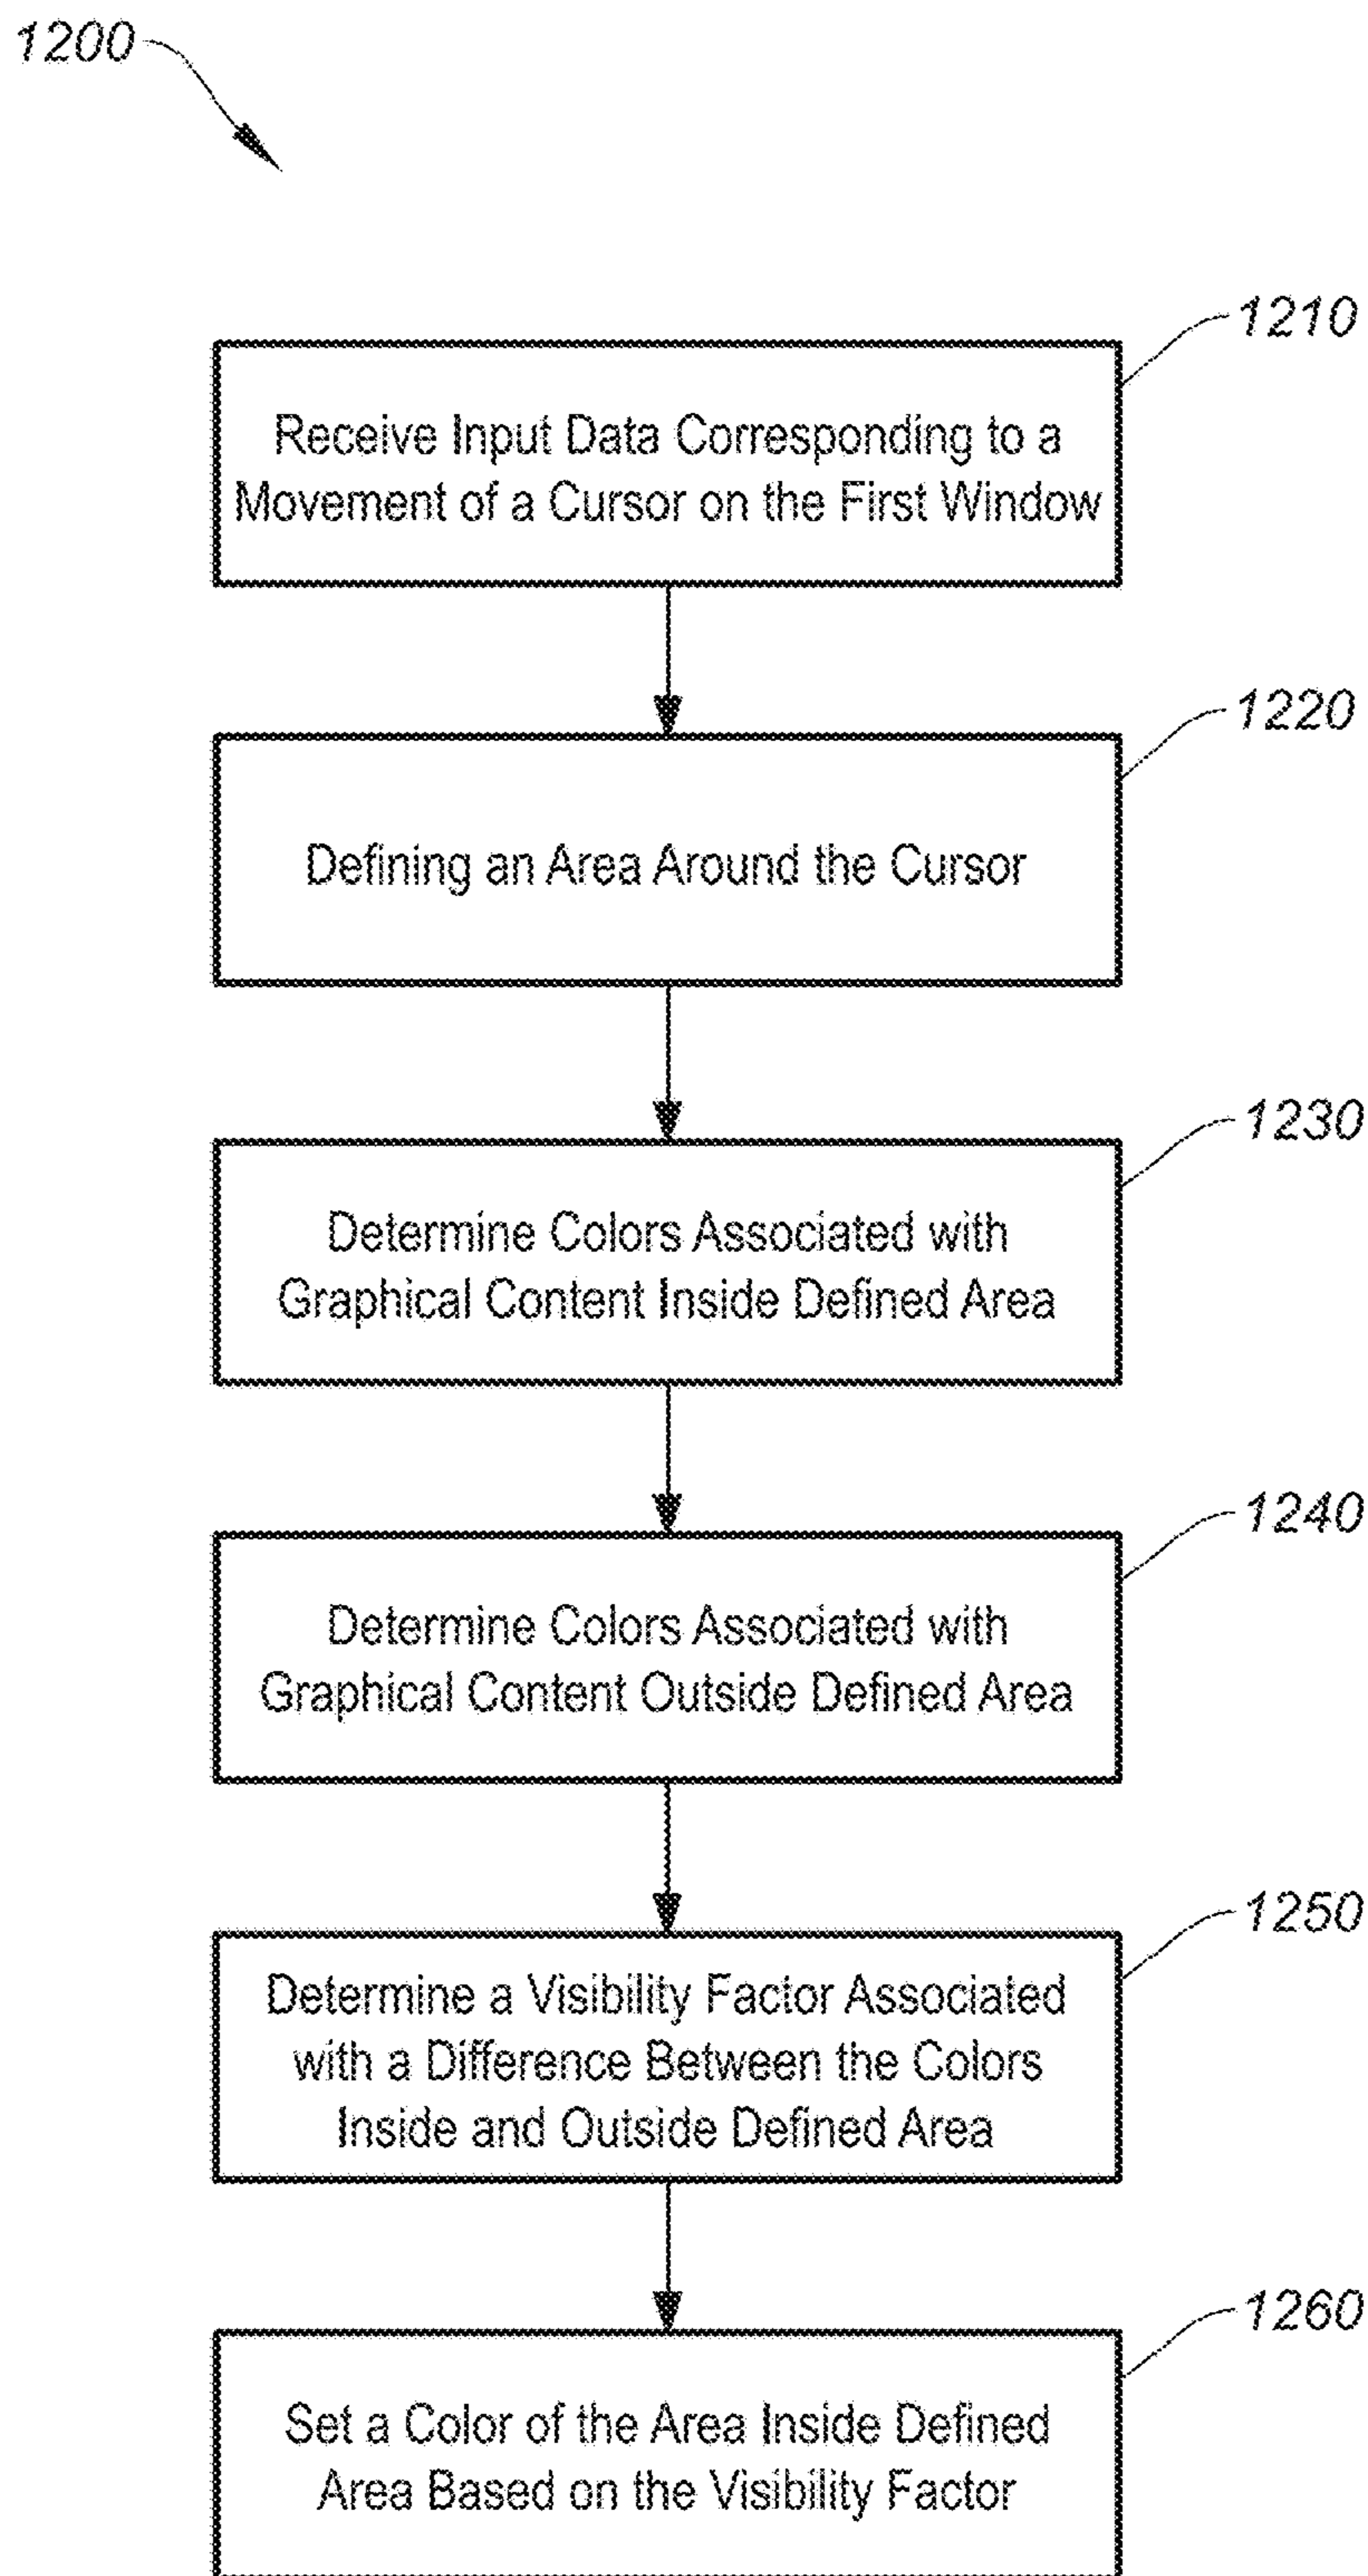 1200
1210
Receive Input Data Corresponding to a
Movement of a Cursor on the First Window
1220
Defining an Area Around the Cursor
1230
Determine Colors Associated with
Graphical Content Inside Defined Area
1240
Determine Colors Associated with
Graphical Content Outside Defined Area
1250
Determine a Visibility Factor Associated
with a Difference Between the Colors
Inside and Outside Defined Area
1260
Set a Color of the Area Inside Defined
Area Based on the Visibility Factor